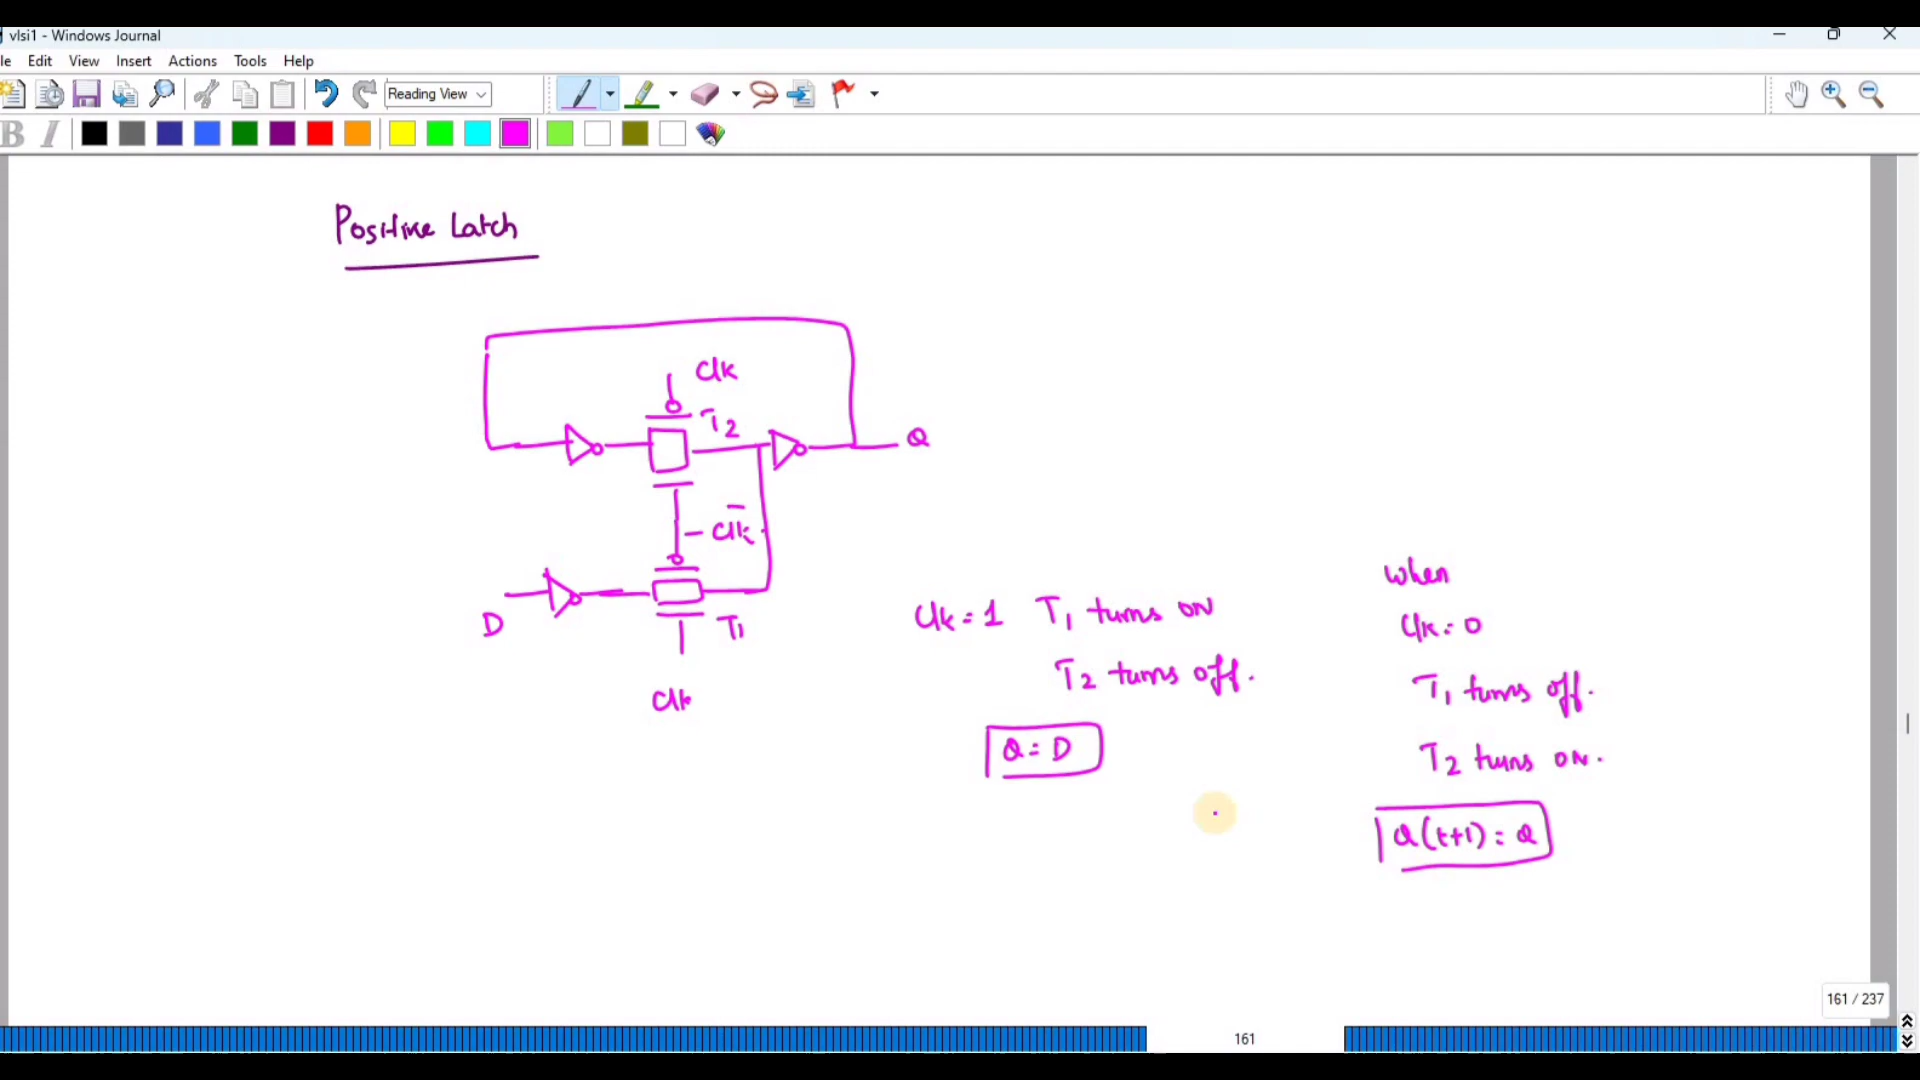 vlsi1 - Windows Journal
le Edit View Insert Actions Tools Help
Reading View
B I
Positive Latch
Clk
T2
Q
C̅l̅k̅
D
T1
Clk
Clk = 1 T1 turns on
T2 turns off.
Q = D
when
Clk = 0
T1 turns off.
T2 turns on.
Q(t+1) = Q
161 / 237
161